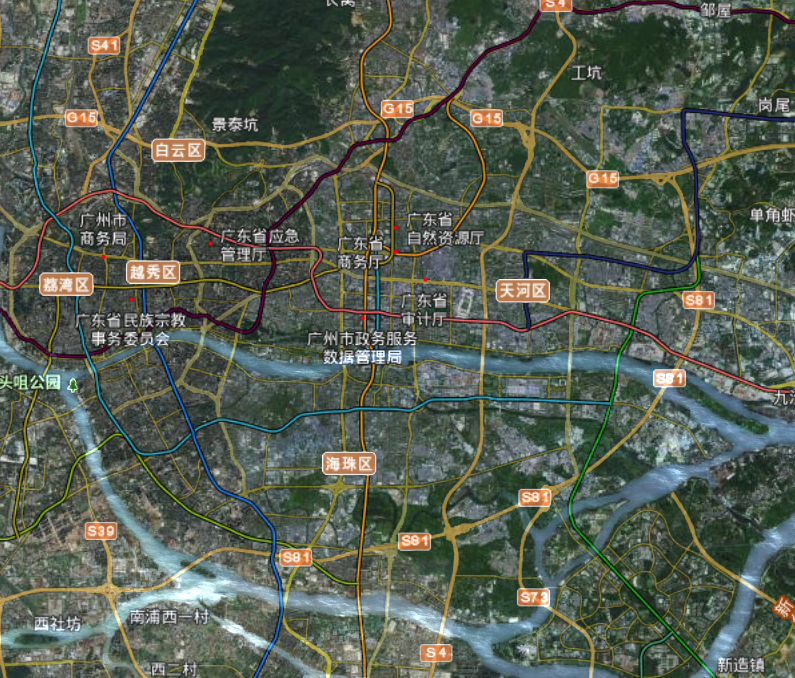 S4
邹屋
S41
工坑
G15
G15
G15
岗尾
景泰坑
白云区
G15
单角虾
广州市
商务局
广东省应急
管理厅
广东省
商务厅
广东省
自然资源厅
荔湾区
越秀区
天河区
S81
广东省民族宗教
事务委员会
广东省
审计厅
广州市政务服务
数据管理局
头咀公园
S81
海珠区
S81
S39
S81
S81
S73
西社坊
南浦西一村
西二村
S4
新造镇